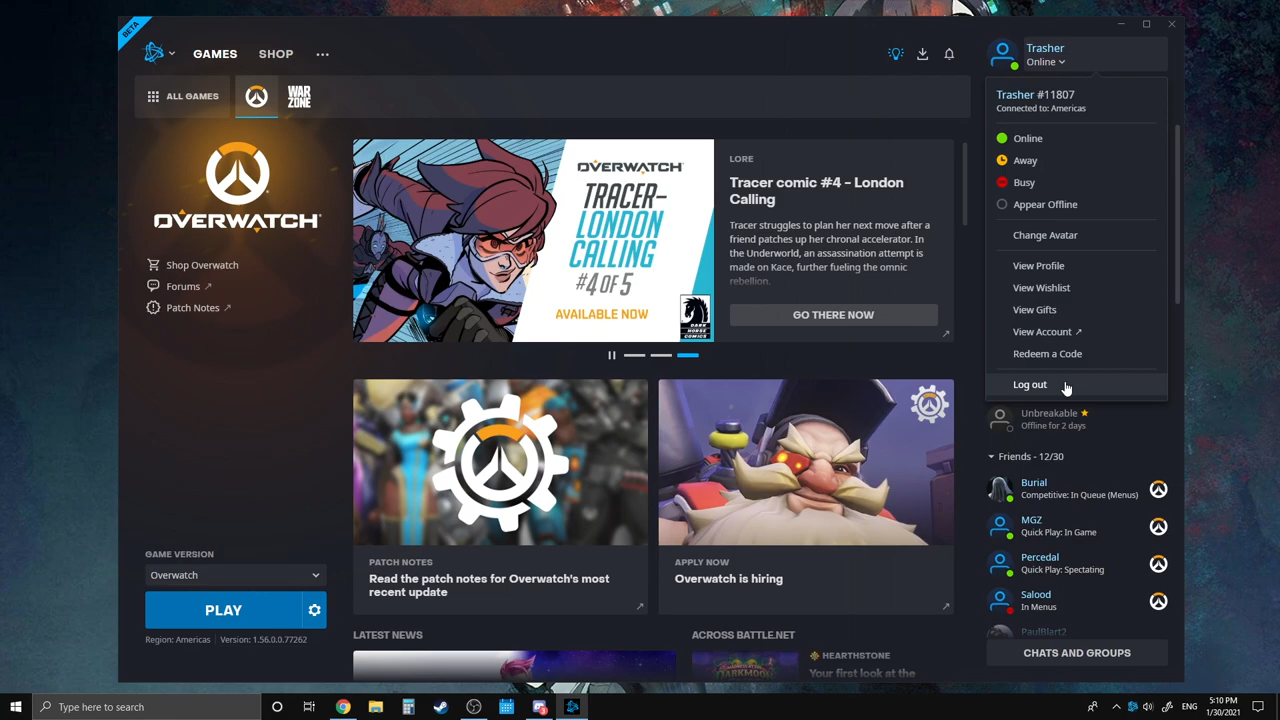 BETA
GAMES
SHOP
Trasher
Online
ALL GAMES
WAR
ZONE
Trasher #11807
Connected to: Americas
Online
Away
Busy
Appear Offline
Change Avatar
View Profile
View Wishlist
View Gifts
View Account
Redeem a Code
Log out
OVERWATCH
Shop Overwatch
Forums
Patch Notes
OVERWATCH
TRACER–
LONDON
CALLING
#4 OF 5
AVAILABLE NOW
DARK
HORSE
COMICS
LORE
Tracer comic #4 – London
Calling
Tracer struggles to plan her next move after a
friend patches up her chronal accelerator. In
the Underworld, an assassination attempt is
made on Kace, further fueling the omnic
rebellion.
GO THERE NOW
PATCH NOTES
Read the patch notes for Overwatch's most
recent update
APPLY NOW
Overwatch is hiring
LATEST NEWS
ACROSS BATTLE.NET
HEARTHSTONE
Your first look at the
GAME VERSION
Overwatch
PLAY
Region: Americas
Version: 1.56.0.0.77262
Unbreakable
Offline for 2 days
Friends - 12/30
Burial
Competitive: In Queue (Menus)
MGZ
Quick Play: In Game
Percedal
Quick Play: Spectating
Salood
In Menus
PaulBlart2
CHATS AND GROUPS
Type here to search
ENG
5:10 PM
1/30/2021